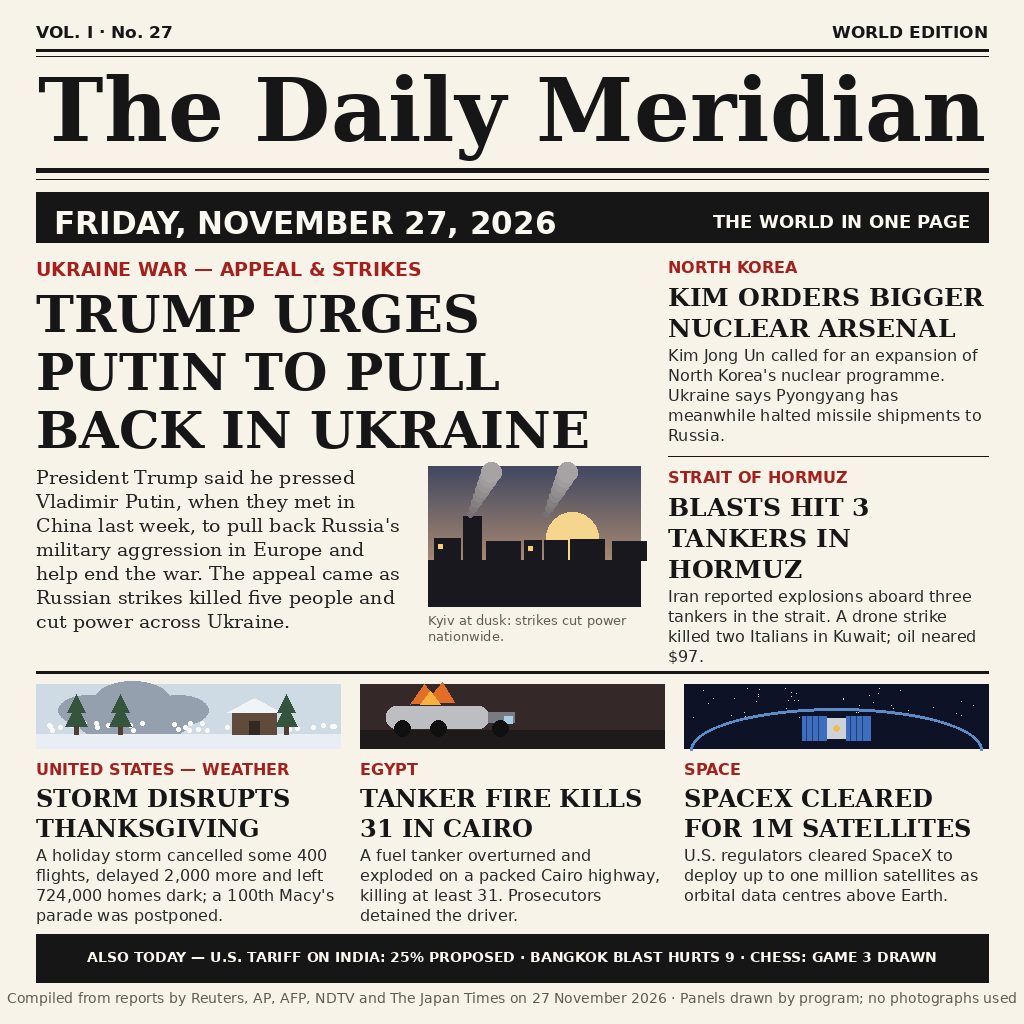 VOL. I · No. 27
WORLD EDITION
The Daily Meridian
FRIDAY, NOVEMBER 27, 2026
THE WORLD IN ONE PAGE
UKRAINE WAR — APPEAL & STRIKES
TRUMP URGES
PUTIN TO PULL
BACK IN UKRAINE
President Trump said he pressed
Vladimir Putin, when they met in
China last week, to pull back Russia's
military aggression in Europe and
help end the war. The appeal came as
Russian strikes killed five people and
cut power across Ukraine.
Kyiv at dusk: strikes cut power
nationwide.
NORTH KOREA
KIM ORDERS BIGGER
NUCLEAR ARSENAL
Kim Jong Un called for an expansion of
North Korea's nuclear programme.
Ukraine says Pyongyang has
meanwhile halted missile shipments to
Russia.
STRAIT OF HORMUZ
BLASTS HIT 3
TANKERS IN
HORMUZ
Iran reported explosions aboard three
tankers in the strait. A drone strike
killed two Italians in Kuwait; oil neared
$97.
UNITED STATES — WEATHER
STORM DISRUPTS
THANKSGIVING
A holiday storm cancelled some 400
flights, delayed 2,000 more and left
724,000 homes dark; a 100th Macy's
parade was postponed.
EGYPT
TANKER FIRE KILLS
31 IN CAIRO
A fuel tanker overturned and
exploded on a packed Cairo highway,
killing at least 31. Prosecutors
detained the driver.
SPACE
SPACEX CLEARED
FOR 1M SATELLITES
U.S. regulators cleared SpaceX to
deploy up to one million satellites as
orbital data centres above Earth.
ALSO TODAY — U.S. TARIFF ON INDIA: 25% PROPOSED · BANGKOK BLAST HURTS 9 · CHESS: GAME 3 DRAWN
Compiled from reports by Reuters, AP, AFP, NDTV and The Japan Times on 27 November 2026 · Panels drawn by program; no photographs used